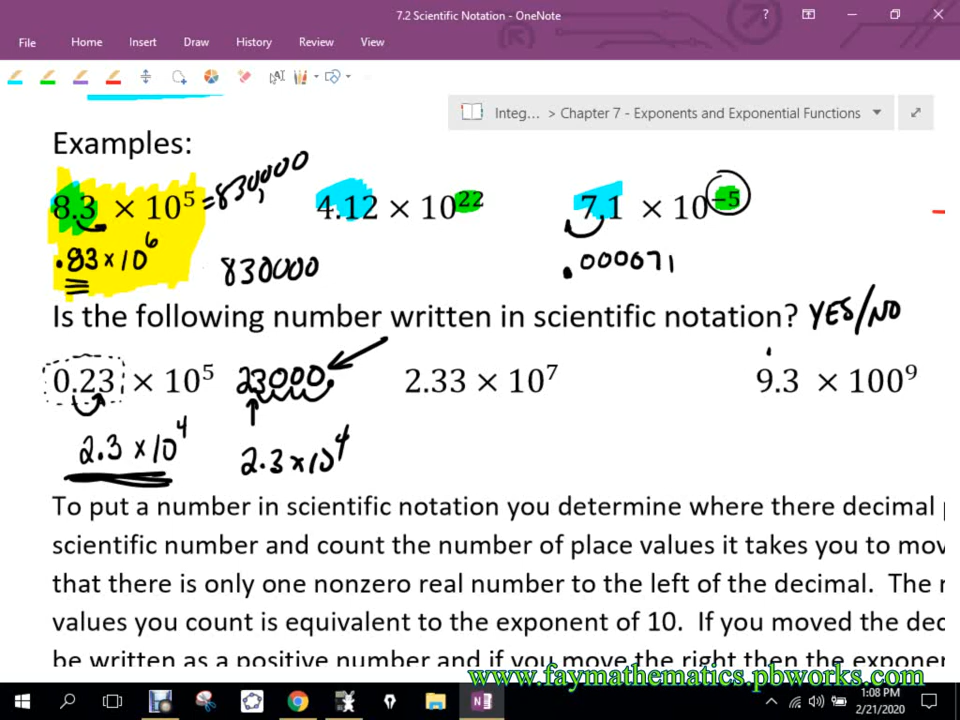 7.2 Scientific Notation - OneNote
File Home Insert Draw History Review View
Integ... > Chapter 7 - Exponents and Exponential Functions
Examples:
8.3 × 10⁵ = 830,000 4.12 × 10²² 7.1 × 10⁻⁵
.83 × 10⁶ 830000 .000071
Is the following number written in scientific notation? YES/NO
0.23 × 10⁵ 23000. 2.33 × 10⁷ 9.3 × 100⁹
2.3 × 10⁴ 2.3 × 10⁴
To put a number in scientific notation you determine where there decimal
scientific number and count the number of place values it takes you to mov
that there is only one nonzero real number to the left of the decimal. The
values you count is equivalent to the exponent of 10. If you moved the dec
be written as a positive number and if you move the right then the exponen
www.faymathematics.pbworks.com
1:08 PM
2/21/2020